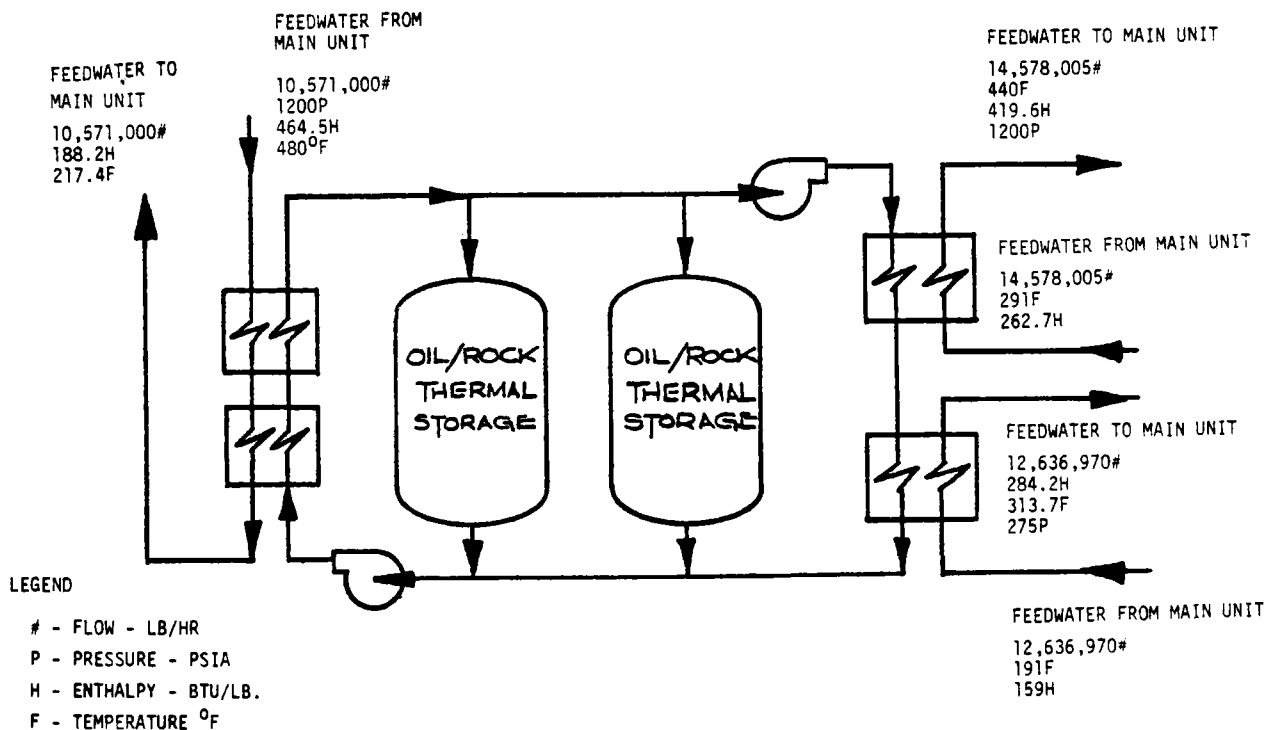 FEEDWATER TO
MAIN UNIT
10,571,000#
188.2H
217.4F
FEEDWATER FROM
MAIN UNIT
10,571,000#
1200P
464.5H
480°F
FEEDWATER TO MAIN UNIT
14,578,005#
440F
419.6H
1200P
FEEDWATER FROM MAIN UNIT
14,578,005#
291F
262.7H
OIL/ROCK
THERMAL
STORAGE
OIL/ROCK
THERMAL
STORAGE
FEEDWATER TO MAIN UNIT
12,636,970#
284.2H
313.7F
275P
FEEDWATER FROM MAIN UNIT
12,636,970#
191F
159H
LEGEND
# - FLOW - LB/HR
P - PRESSURE - PSIA
H - ENTHALPY - BTU/LB.
F - TEMPERATURE °F